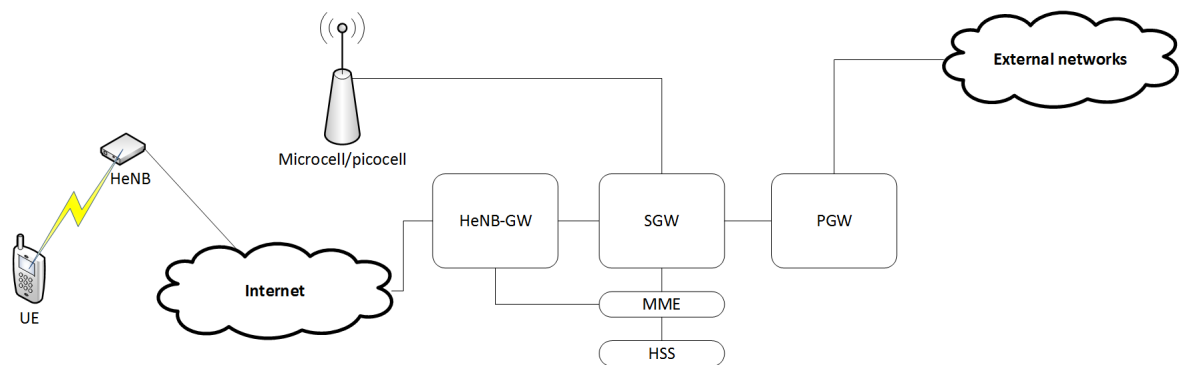 External networks
Microcell/picocell
HeNB
HeNB-GW
SGW
PGW
Internet
MME
UE
HSS